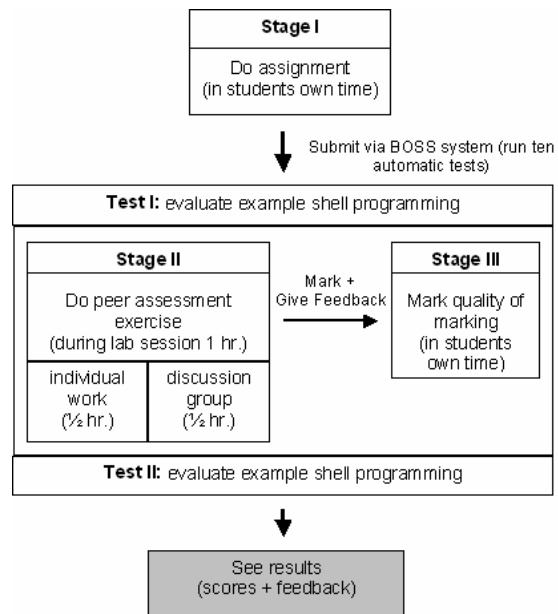 Stage I
Do assignment
(in students own time)
Submit via BOSS system (run ten
automatic tests)
Test I: evaluate example shell programming
Stage II
Do peer assessment
exercise
(during lab session 1 hr.)
individual
work
(½ hr.)
discussion
group
(½ hr.)
Mark +
Give Feedback
Stage III
Mark quality of
marking
(in students
own time)
Test II: evaluate example shell programming
See results
(scores + feedback)